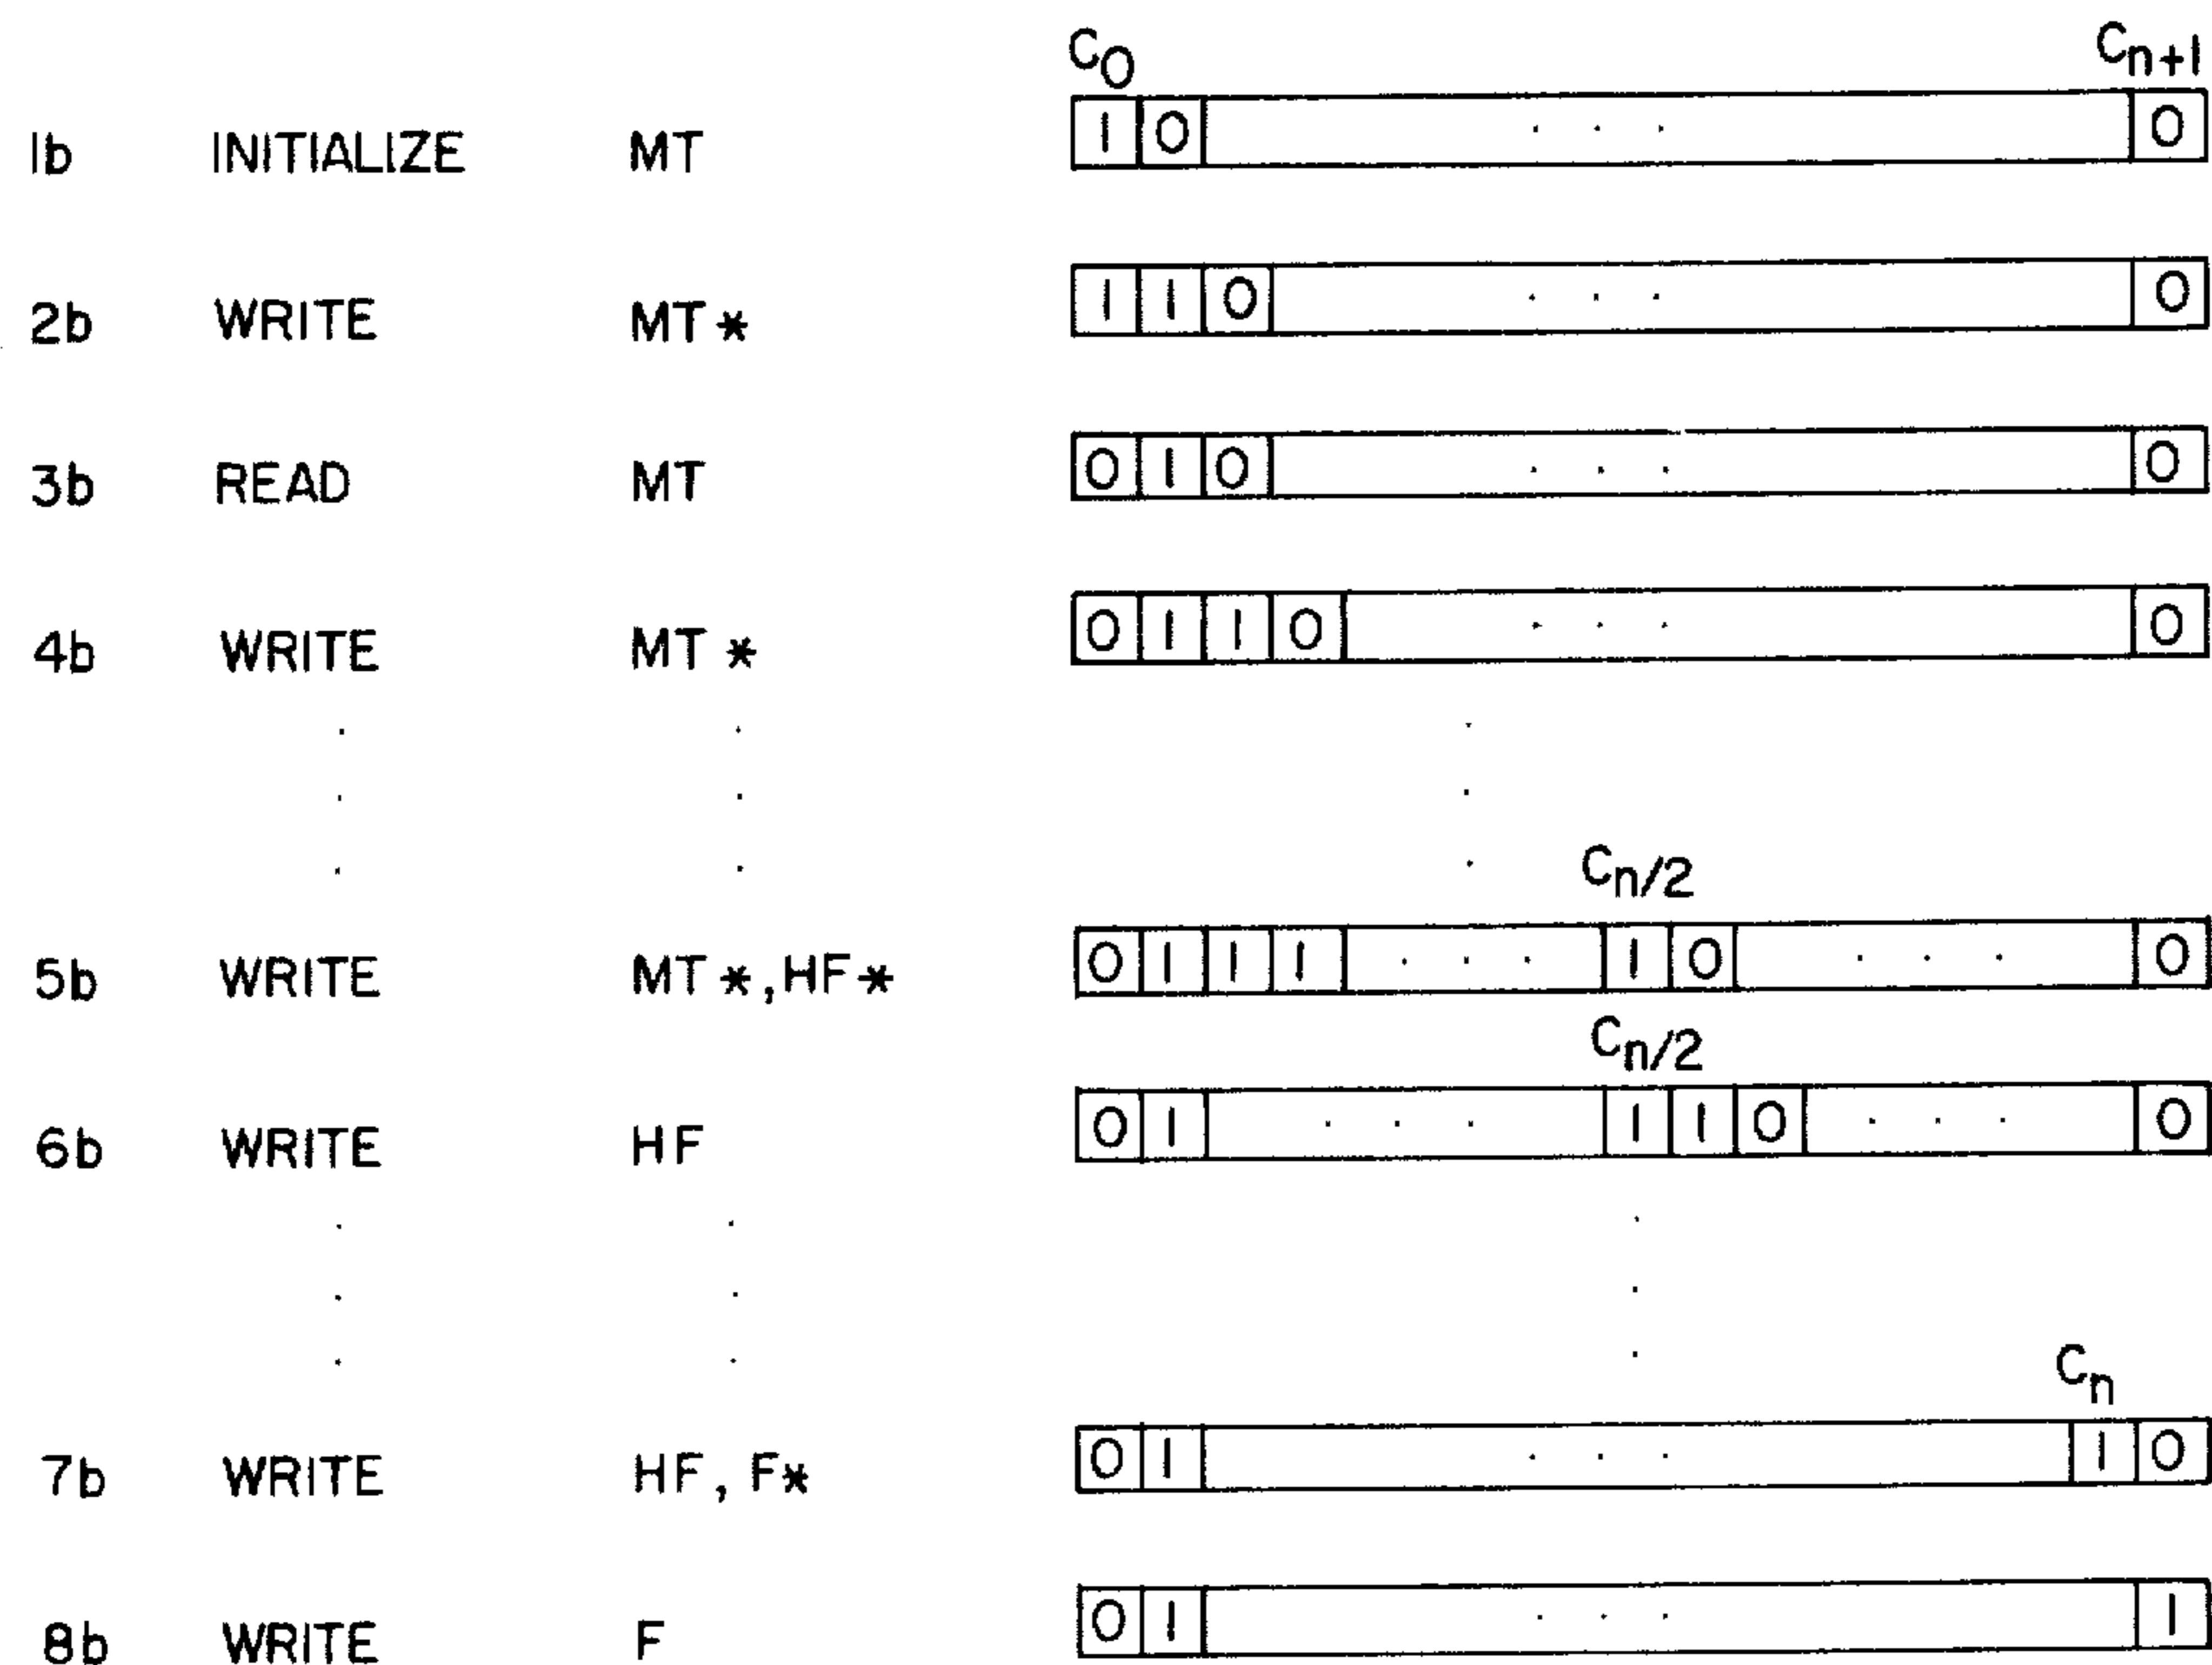 C0 Cn+1
1b INITIALIZE MT 1 0 . . . 0
2b WRITE MT* 1 1 0 . . . 0
3b READ MT 0 1 0 . . . 0
4b WRITE MT* 0 1 1 0 . . . 0
. . .
. . .
. . .
Cn/2
5b WRITE MT*,HF* 0 1 1 1 . . . 1 0 . . . 0
Cn/2
6b WRITE HF 0 1 . . . 1 1 0 . . . 0
. . .
. . .
. . .
Cn
7b WRITE HF, F* 0 1 . . . 1 0
8b WRITE F 0 1 . . . 1